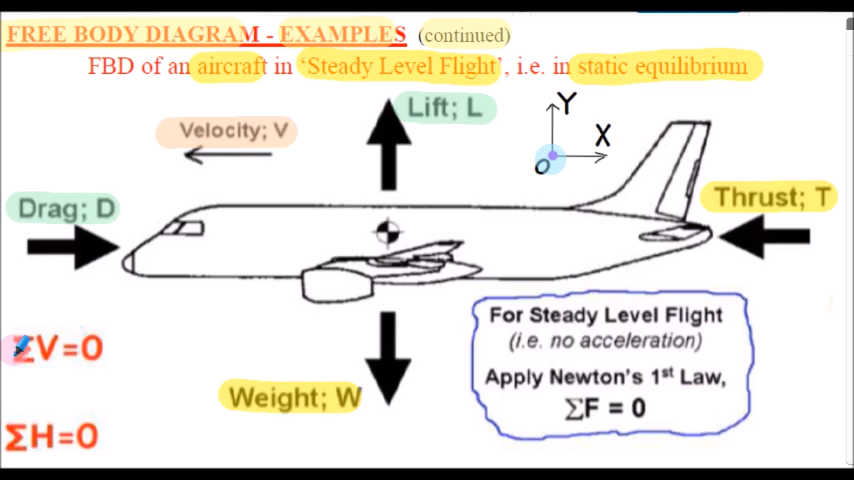 FREE BODY DIAGRAM - EXAMPLES (continued)
FBD of an aircraft in ‘Steady Level Flight’, i.e. in static equilibrium
Lift; L
Y
Velocity; V
X
O
Thrust; T
Drag; D
For Steady Level Flight
(i.e. no acceleration)
Apply Newton's 1st Law,
ΣF = 0
ΣV=0
Weight; W
ΣH=0